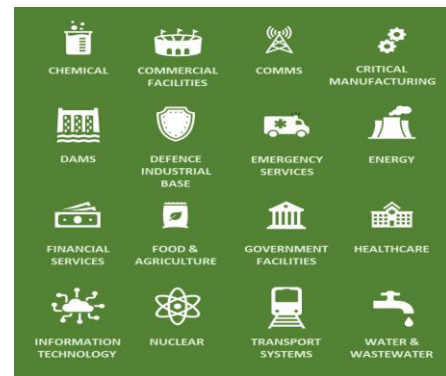 CHEMICAL
COMMERCIAL
FACILITIES
COMMS
CRITICAL
MANUFACTURING
DAMS
DEFENCE
INDUSTRIAL
BASE
EMERGENCY
SERVICES
ENERGY
FINANCIAL
SERVICES
FOOD &
AGRICULTURE
GOVERNMENT
FACILITIES
HEALTHCARE
INFORMATION
TECHNOLOGY
NUCLEAR
TRANSPORT
SYSTEMS
WATER &
WASTEWATER